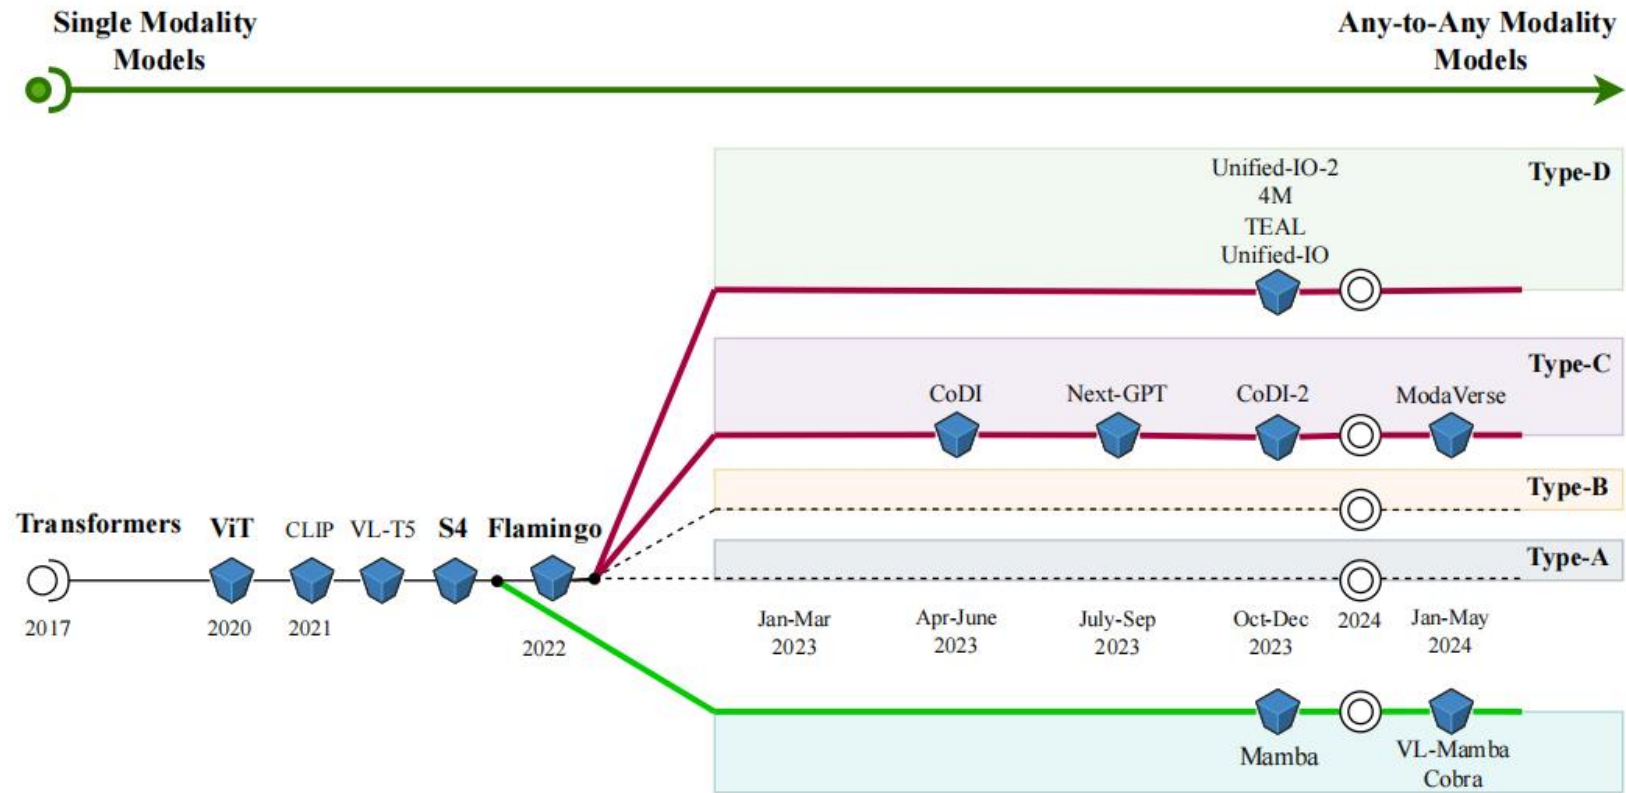 Single Modality
Models
Any-to-Any Modality
Models
Unified-IO-2
4M
TEAL
Unified-IO
Type-D
CoDI
Next-GPT
CoDI-2
ModaVerse
Type-C
Type-B
Type-A
Transformers
ViT
CLIP
VL-T5
S4
Flamingo
2017
2020
2021
2022
Jan-Mar
2023
Apr-June
2023
July-Sep
2023
Oct-Dec
2023
2024
Jan-May
2024
Mamba
VL-Mamba
Cobra